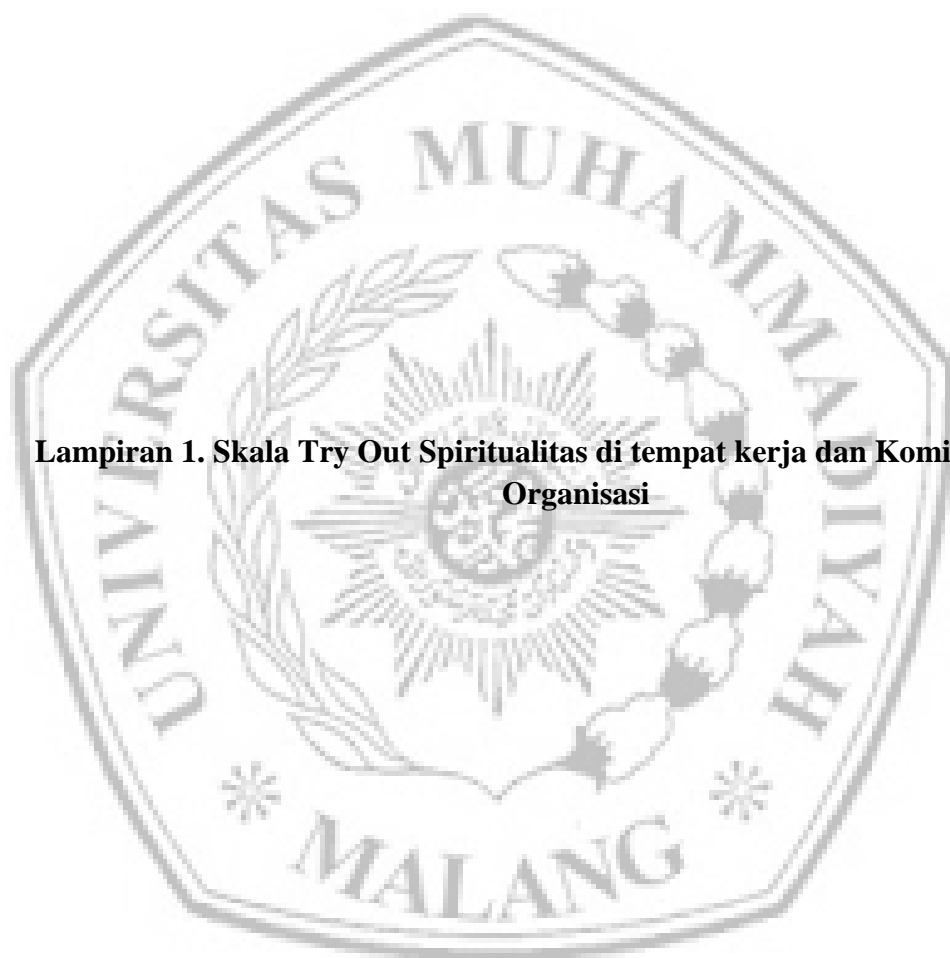 UNIVERSITAS MUHAMMADIYAH
Lampiran 1. Skala Try Out Spiritualitas di tempat kerja dan Komi
Organisasi
MALANG